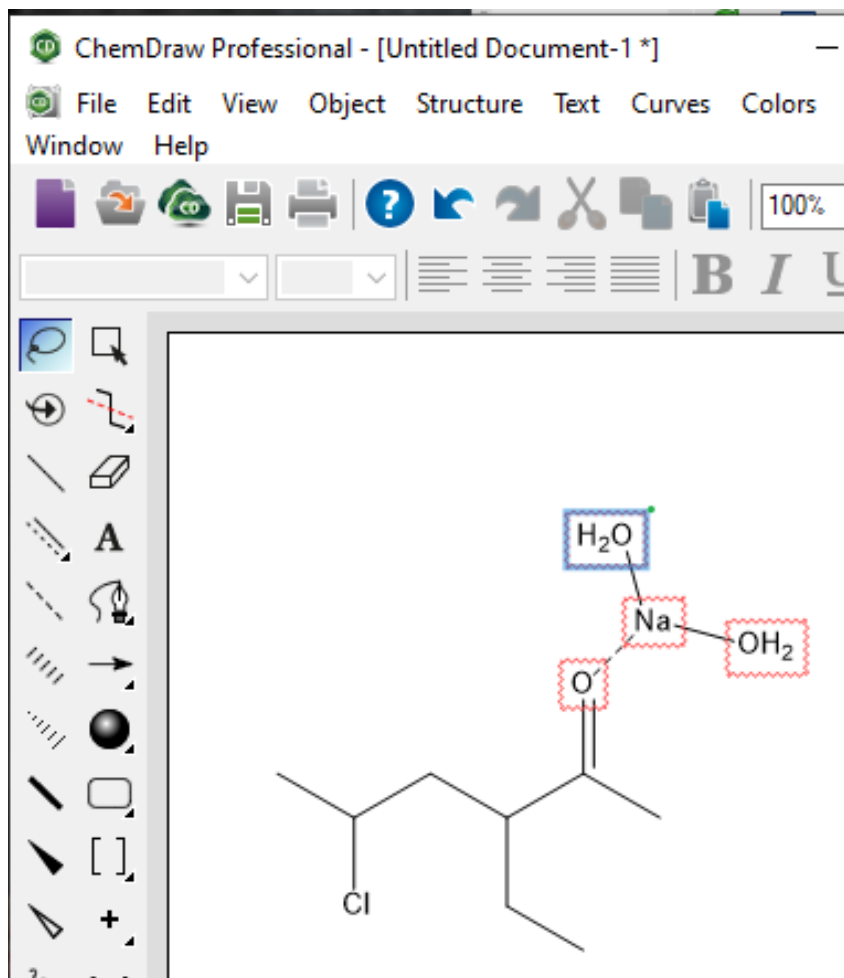 ChemDraw Professional - [Untitled Document-1 *]
File Edit View Object Structure Text Curves Colors
Window Help
100%
B I U
A
H₂O
Na
OH₂
O
Cl